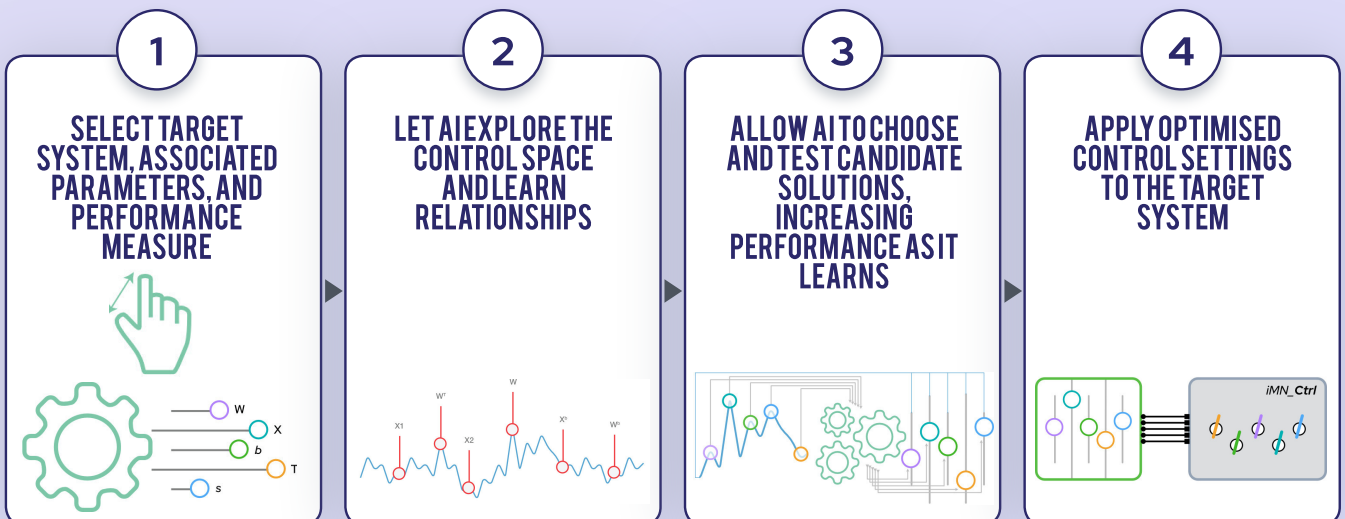 1
SELECT TARGET
SYSTEM, ASSOCIATED
PARAMETERS, AND
PERFORMANCE
MEASURE
W
X
b
T
s
2
LET AI EXPLORE THE
CONTROL SPACE
AND LEARN
RELATIONSHIPS
X1
W⁷
X2
W
X⁵
3
ALLOW AI TO CHOOSE
AND TEST CANDIDATE
SOLUTIONS,
INCREASING
PERFORMANCE AS IT
LEARNS
4
APPLY OPTIMISED
CONTROL SETTINGS
TO THE TARGET
SYSTEM
iMN_Ctrl